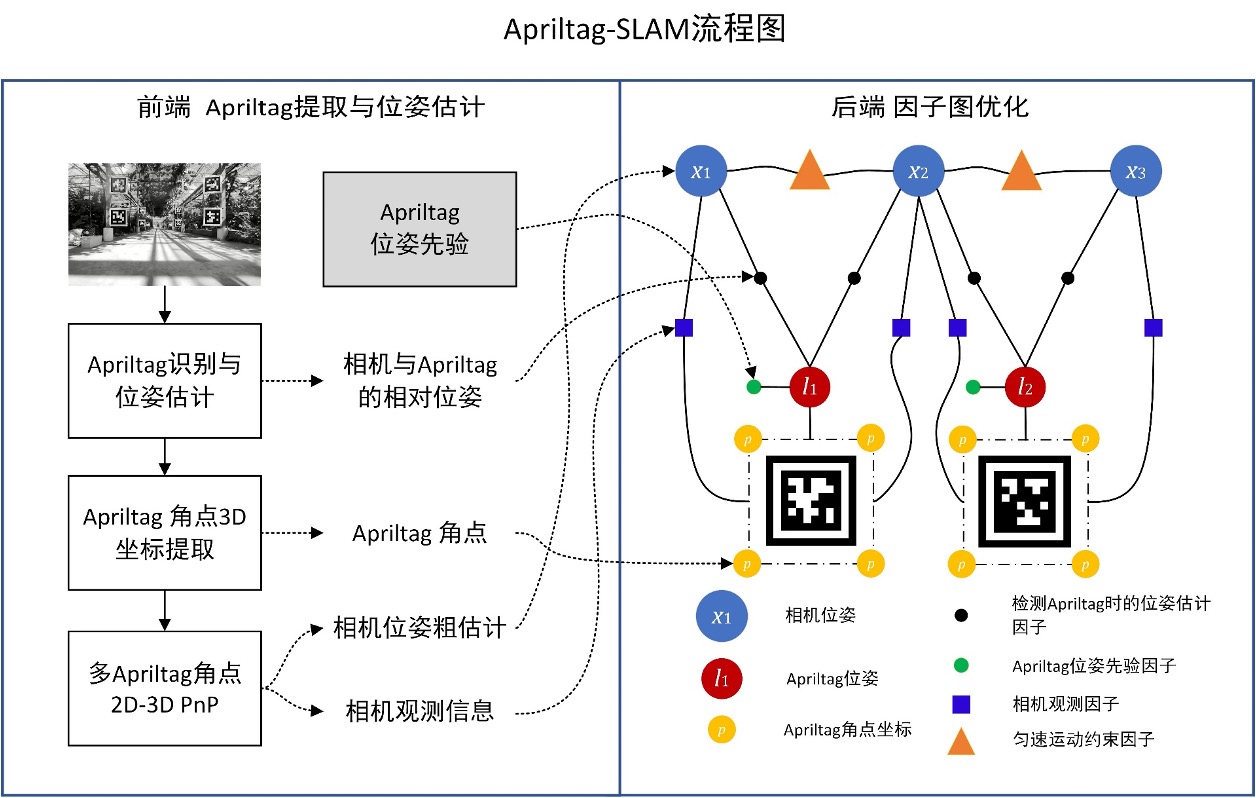 Apriltag-SLAM流程图
前端 Apriltag提取与位姿估计
Apriltag
位姿先验
Apriltag识别与
位姿估计
相机与Apriltag
的相对位姿
Apriltag 角点3D
坐标提取
Apriltag 角点
多Apriltag角点
2D-3D PnP
相机位姿粗估计
相机观测信息
后端 因子图优化
x1
x2
x3
l1
l2
p
p
p
p
p
p
p
p
x1
相机位姿
l1
Apriltag位姿
p
Apriltag角点坐标
检测Apriltag时的位姿估计
因子
Apriltag位姿先验因子
相机观测因子
匀速运动约束因子